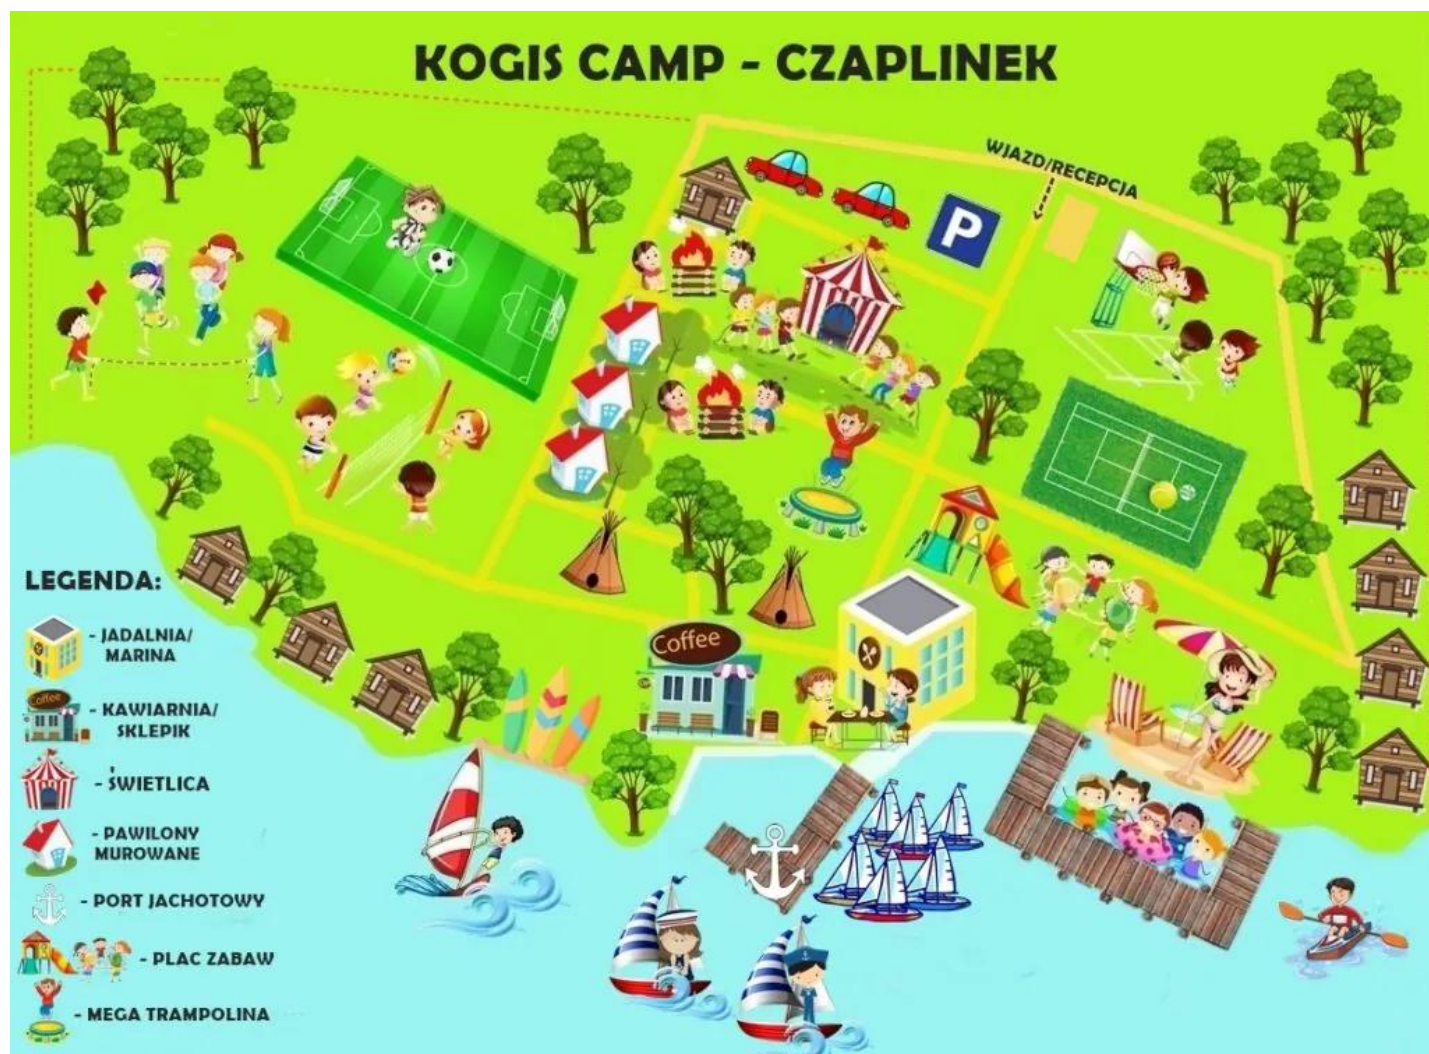 KOGIS CAMP - CZAPLINEK
WJAZD/RECEPCJA
P
Coffee
LEGENDA:
- JADALNIA/
MARINA
Coffee
- KAWIARNIA/
SKLEPIK
- ŚWIETLICA
- PAWILONY
MUROWANE
- PORT JACHOTOWY
- PLAC ZABAW
- MEGA TRAMPOLINA